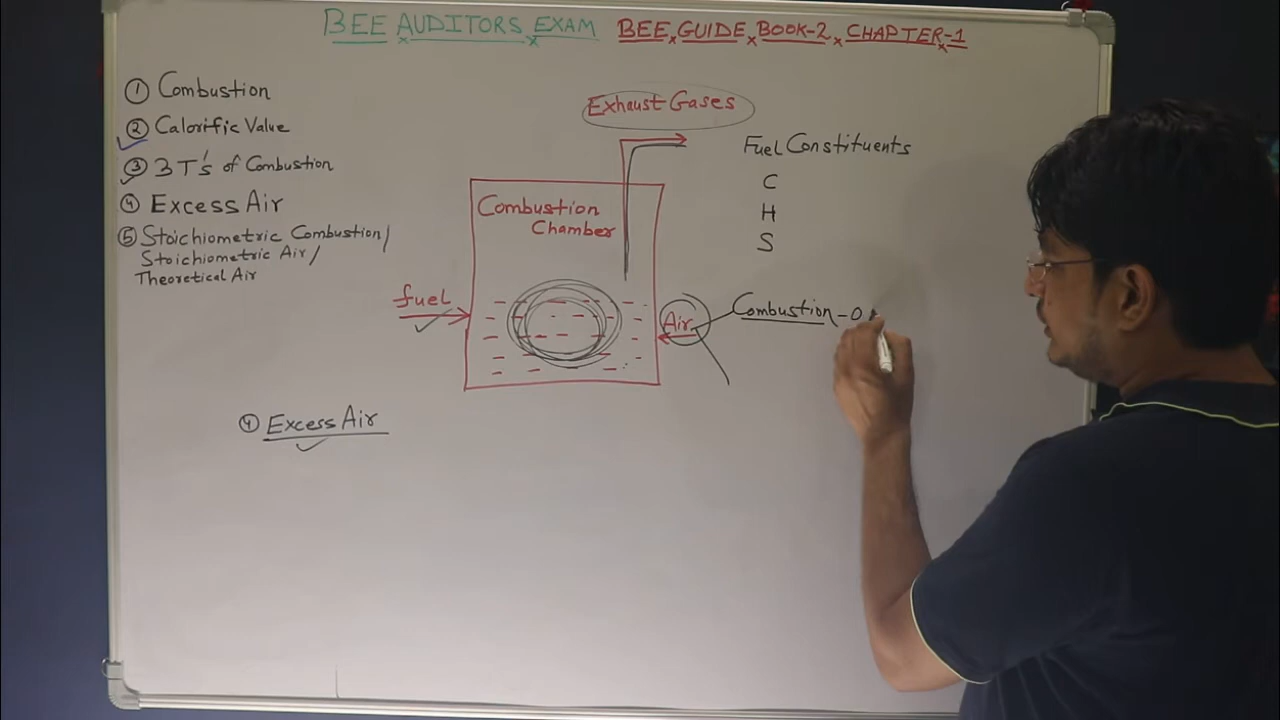 BEE AUDITORS EXAM BEE GUIDE BOOK-2 CHAPTER-1
① Combustion
② Calorific Value
③ 3 T's of Combustion
④ Excess Air
⑤ Stoichiometric Combustion/
Stoichiometric Air/
Theoretical Air
Exhaust Gases
Combustion
Chamber
fuel
Air
Fuel Constituents
C
H
S
Combustion - O
④ Excess Air